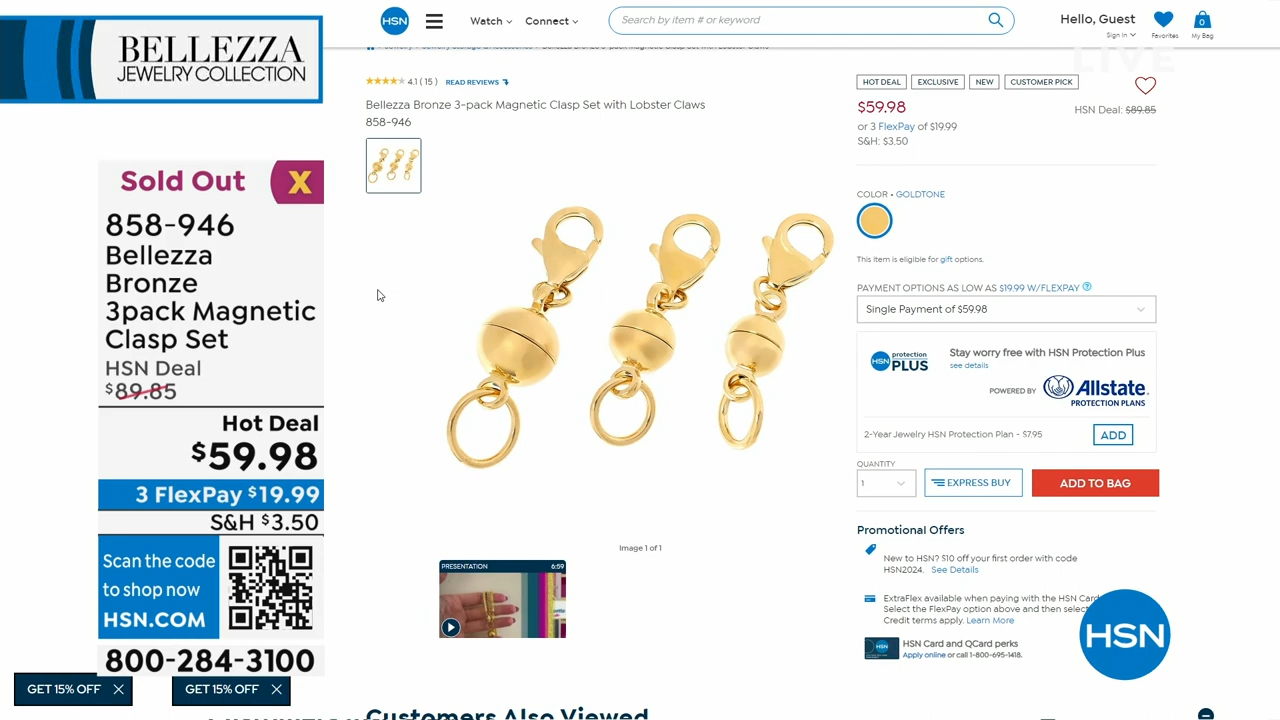 BELLEZZA
JEWELRY COLLECTION
Sold Out X
858-946
Bellezza
Bronze
3pack Magnetic
Clasp Set
HSN Deal
$89.85
Hot Deal
$59.98
3 FlexPay $19.99
S&H $3.50
Scan the code
to shop now
HSN.COM
800-284-3100
GET 15% OFF
GET 15% OFF
HSN
Watch
Connect
Search by item # or keyword
Hello, Guest
Sign In
Favorites
0
My Bag
LIVE
4.1 ( 15 ) READ REVIEWS
Bellezza Bronze 3-pack Magnetic Clasp Set with Lobster Claws
858-946
Image 1 of 1
PRESENTATION 6:59
HOT DEAL EXCLUSIVE NEW CUSTOMER PICK
$59.98
HSN Deal: $89.85
or 3 FlexPay of $19.99
S&H: $3.50
COLOR • GOLDTONE
This item is eligible for gift options.
PAYMENT OPTIONS AS LOW AS $19.99 W/FLEXPAY
Single Payment of $59.98
HSN protection PLUS
Stay worry free with HSN Protection Plus
see details
POWERED BY Allstate
PROTECTION PLANS
2-Year Jewelry HSN Protection Plan - $7.95 ADD
QUANTITY
1
EXPRESS BUY
ADD TO BAG
Promotional Offers
New to HSN? $10 off your first order with code
HSN2024. See Details
ExtraFlex available when paying with the HSN Card
Select the FlexPay option above and then select
Credit terms apply. Learn More
HSN Card and QCard perks
Apply online or call 1-800-695-1418.
HSN
Customers Also Viewed